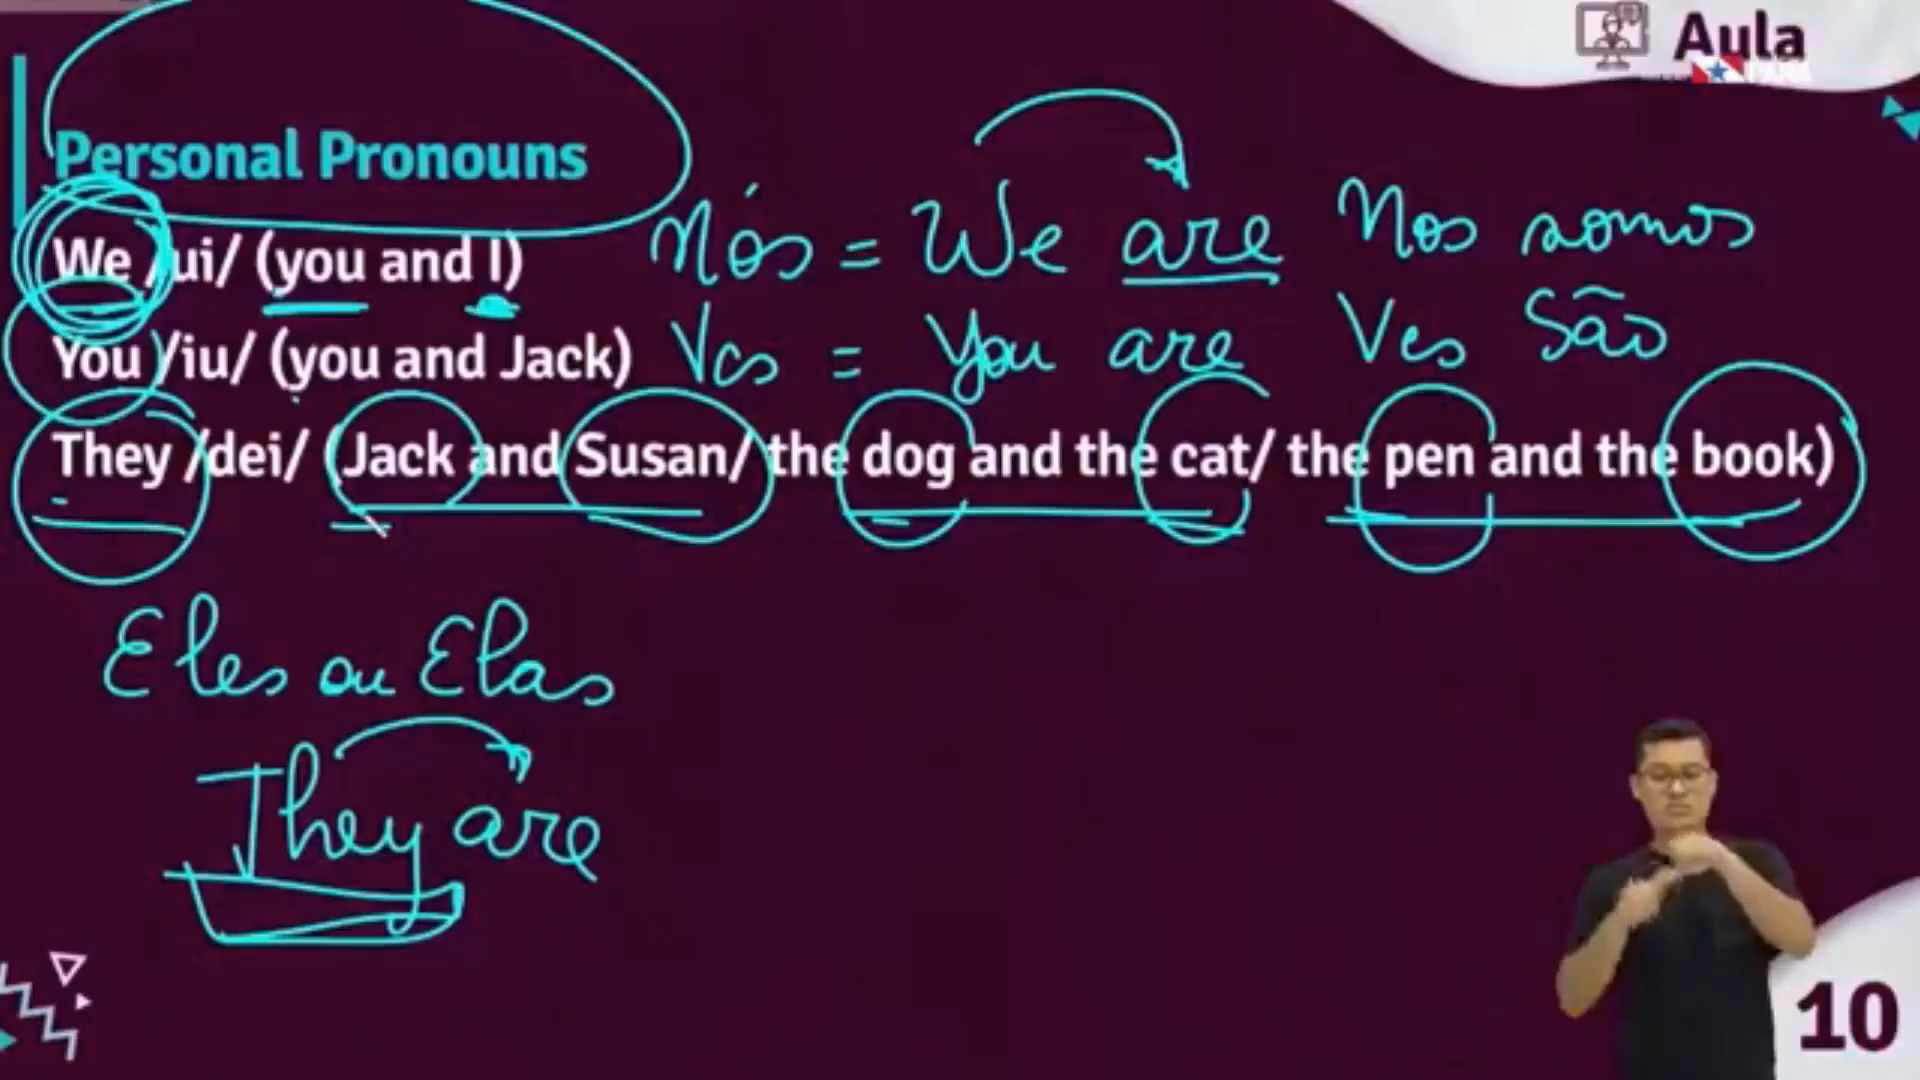 Aula
Personal Pronouns
We /ui/ (you and I) Nós = We are Nos somos
You /iu/ (you and Jack) Vcs = You are Vcs São
They /dei/ (Jack and Susan/ the dog and the cat/ the pen and the book)
Eles ou Elas
They are
10